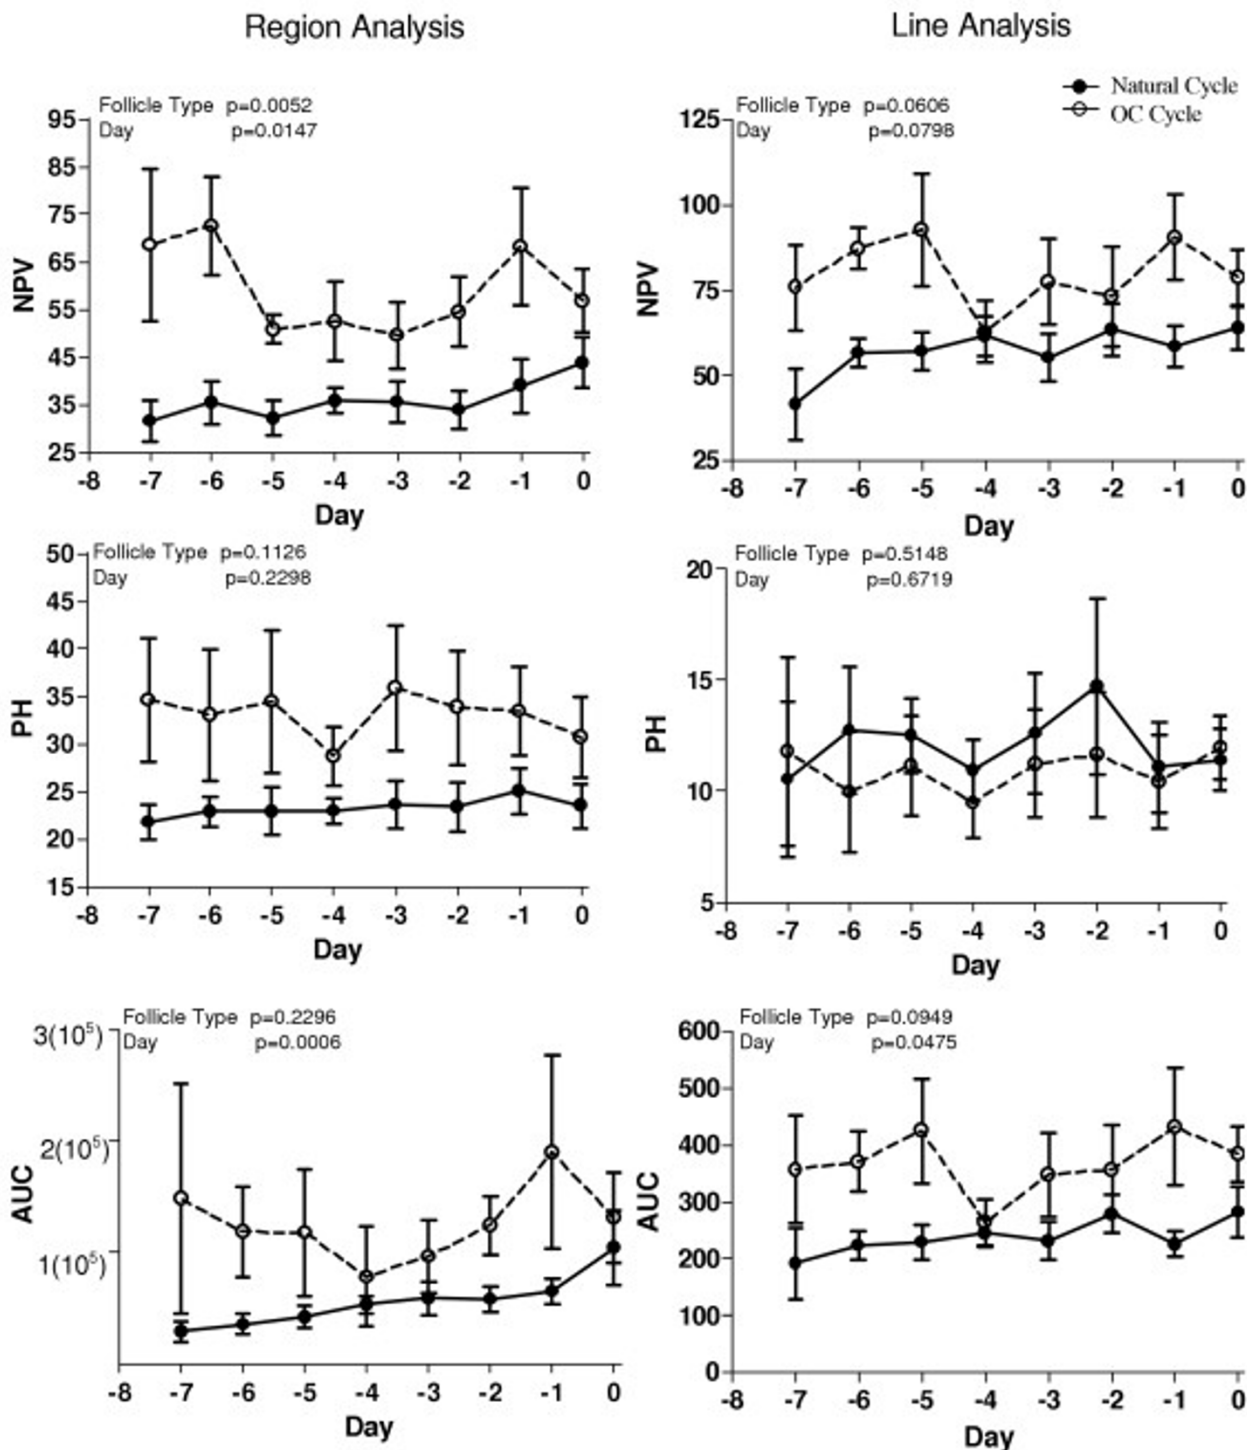 Region Analysis
Line Analysis
Natural Cycle
OC Cycle
Follicle Type p=0.0052
Day p=0.0147
NPV
95
85
75
65
55
45
35
25
-8 -7 -6 -5 -4 -3 -2 -1 0
Day
Follicle Type p=0.0606
Day p=0.0798
NPV
125
100
75
50
25
-8 -7 -6 -5 -4 -3 -2 -1 0
Day
Follicle Type p=0.1126
Day p=0.2298
PH
50
45
40
35
30
25
20
15
-8 -7 -6 -5 -4 -3 -2 -1 0
Day
Follicle Type p=0.5148
Day p=0.6719
PH
20
15
10
5
-8 -7 -6 -5 -4 -3 -2 -1 0
Day
Follicle Type p=0.2296
Day p=0.0006
AUC
3(10⁵)
2(10⁵)
1(10⁵)
-8 -7 -6 -5 -4 -3 -2 -1 0
Day
Follicle Type p=0.0949
Day p=0.0475
AUC
600
500
400
300
200
100
0
-8 -7 -6 -5 -4 -3 -2 -1 0
Day